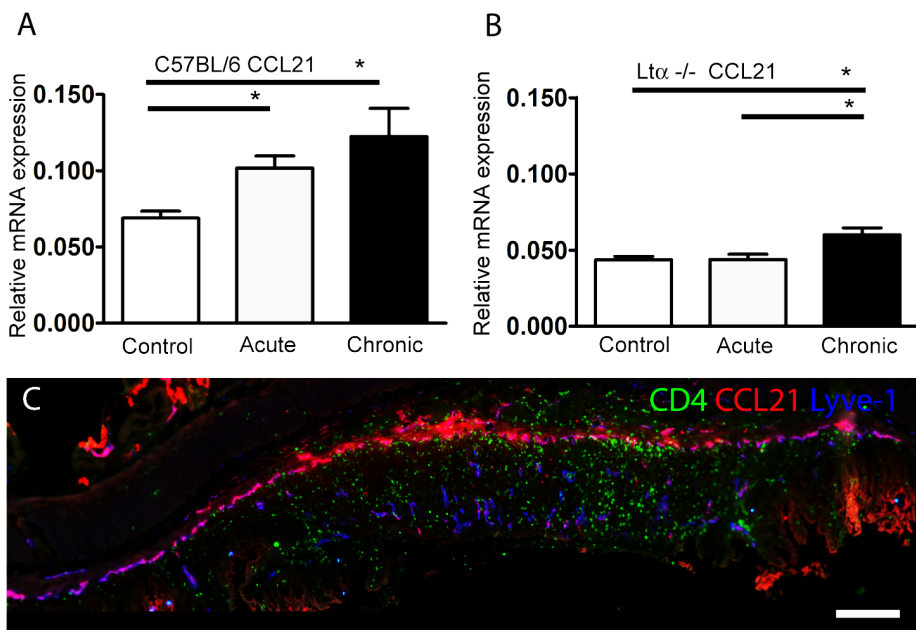 A
C57BL/6 CCL21 *
*
Relative mRNA expression
0.150
0.100
0.050
0.000
Control Acute Chronic
B
Ltα -/- CCL21 *
*
Relative mRNA expression
0.150
0.100
0.050
0.000
Control Acute Chronic
C
CD4 CCL21 Lyve-1